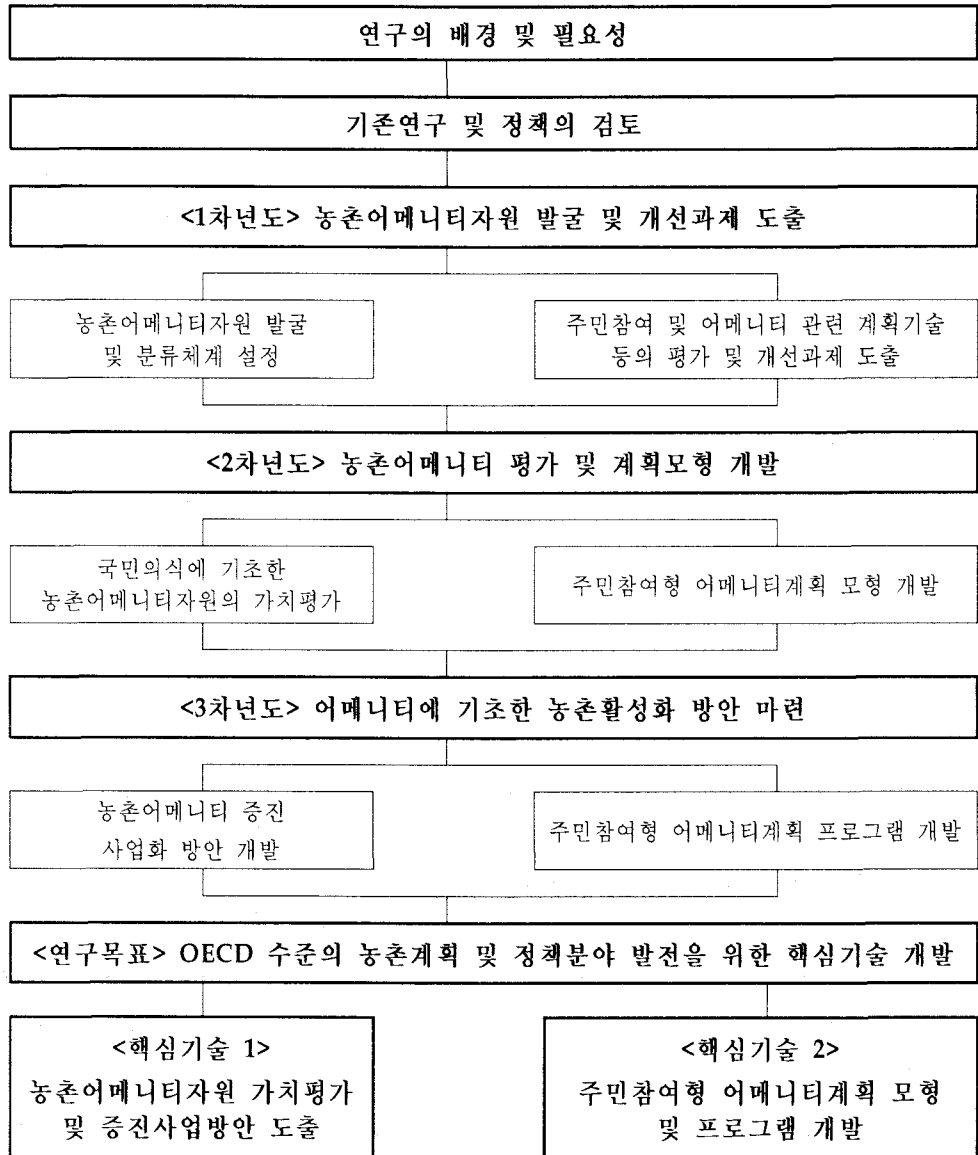 연구의 배경 및 필요성
기존연구 및 정책의 검토
<1차년도> 농촌어메니티자원 발굴 및 개선과제 도출
농촌어메니티자원 발굴
및 분류체계 설정
주민참여 및 어메니티 관련 계획기술
등의 평가 및 개선과제 도출
<2차년도> 농촌어메니티 평가 및 계획모형 개발
국민의식에 기초한
농촌어메니티자원의 가치평가
주민참여형 어메니티계획 모형 개발
<3차년도> 어메니티에 기초한 농촌활성화 방안 마련
농촌어메니티 증진
사업화 방안 개발
주민참여형 어메니티계획 프로그램 개발
<연구목표> OECD 수준의 농촌계획 및 정책분야 발전을 위한 핵심기술 개발
<핵심기술 1>
농촌어메니티자원 가치평가
및 증진사업방안 도출
<핵심기술 2>
주민참여형 어메니티계획 모형
및 프로그램 개발